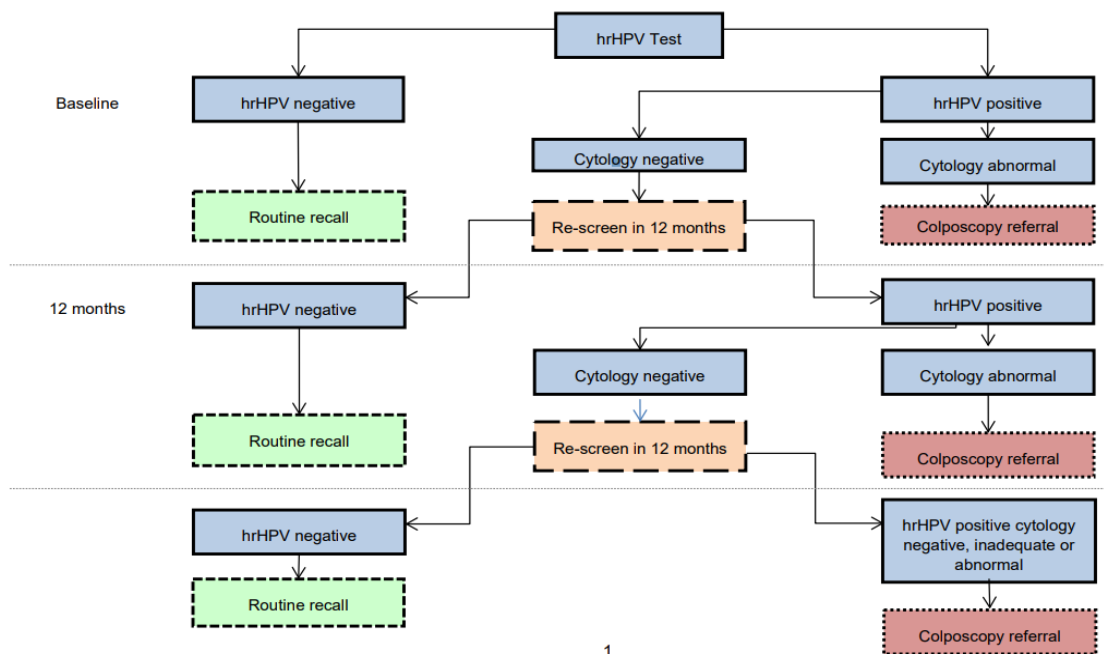 hrHPV Test
Baseline
hrHPV negative
hrHPV positive
Cytology negative
Cytology abnormal
Routine recall
Re-screen in 12 months
Colposcopy referral
12 months
hrHPV negative
hrHPV positive
Cytology negative
Cytology abnormal
Routine recall
Re-screen in 12 months
Colposcopy referral
hrHPV negative
hrHPV positive cytology
negative, inadequate or
abnormal
Routine recall
Colposcopy referral
1